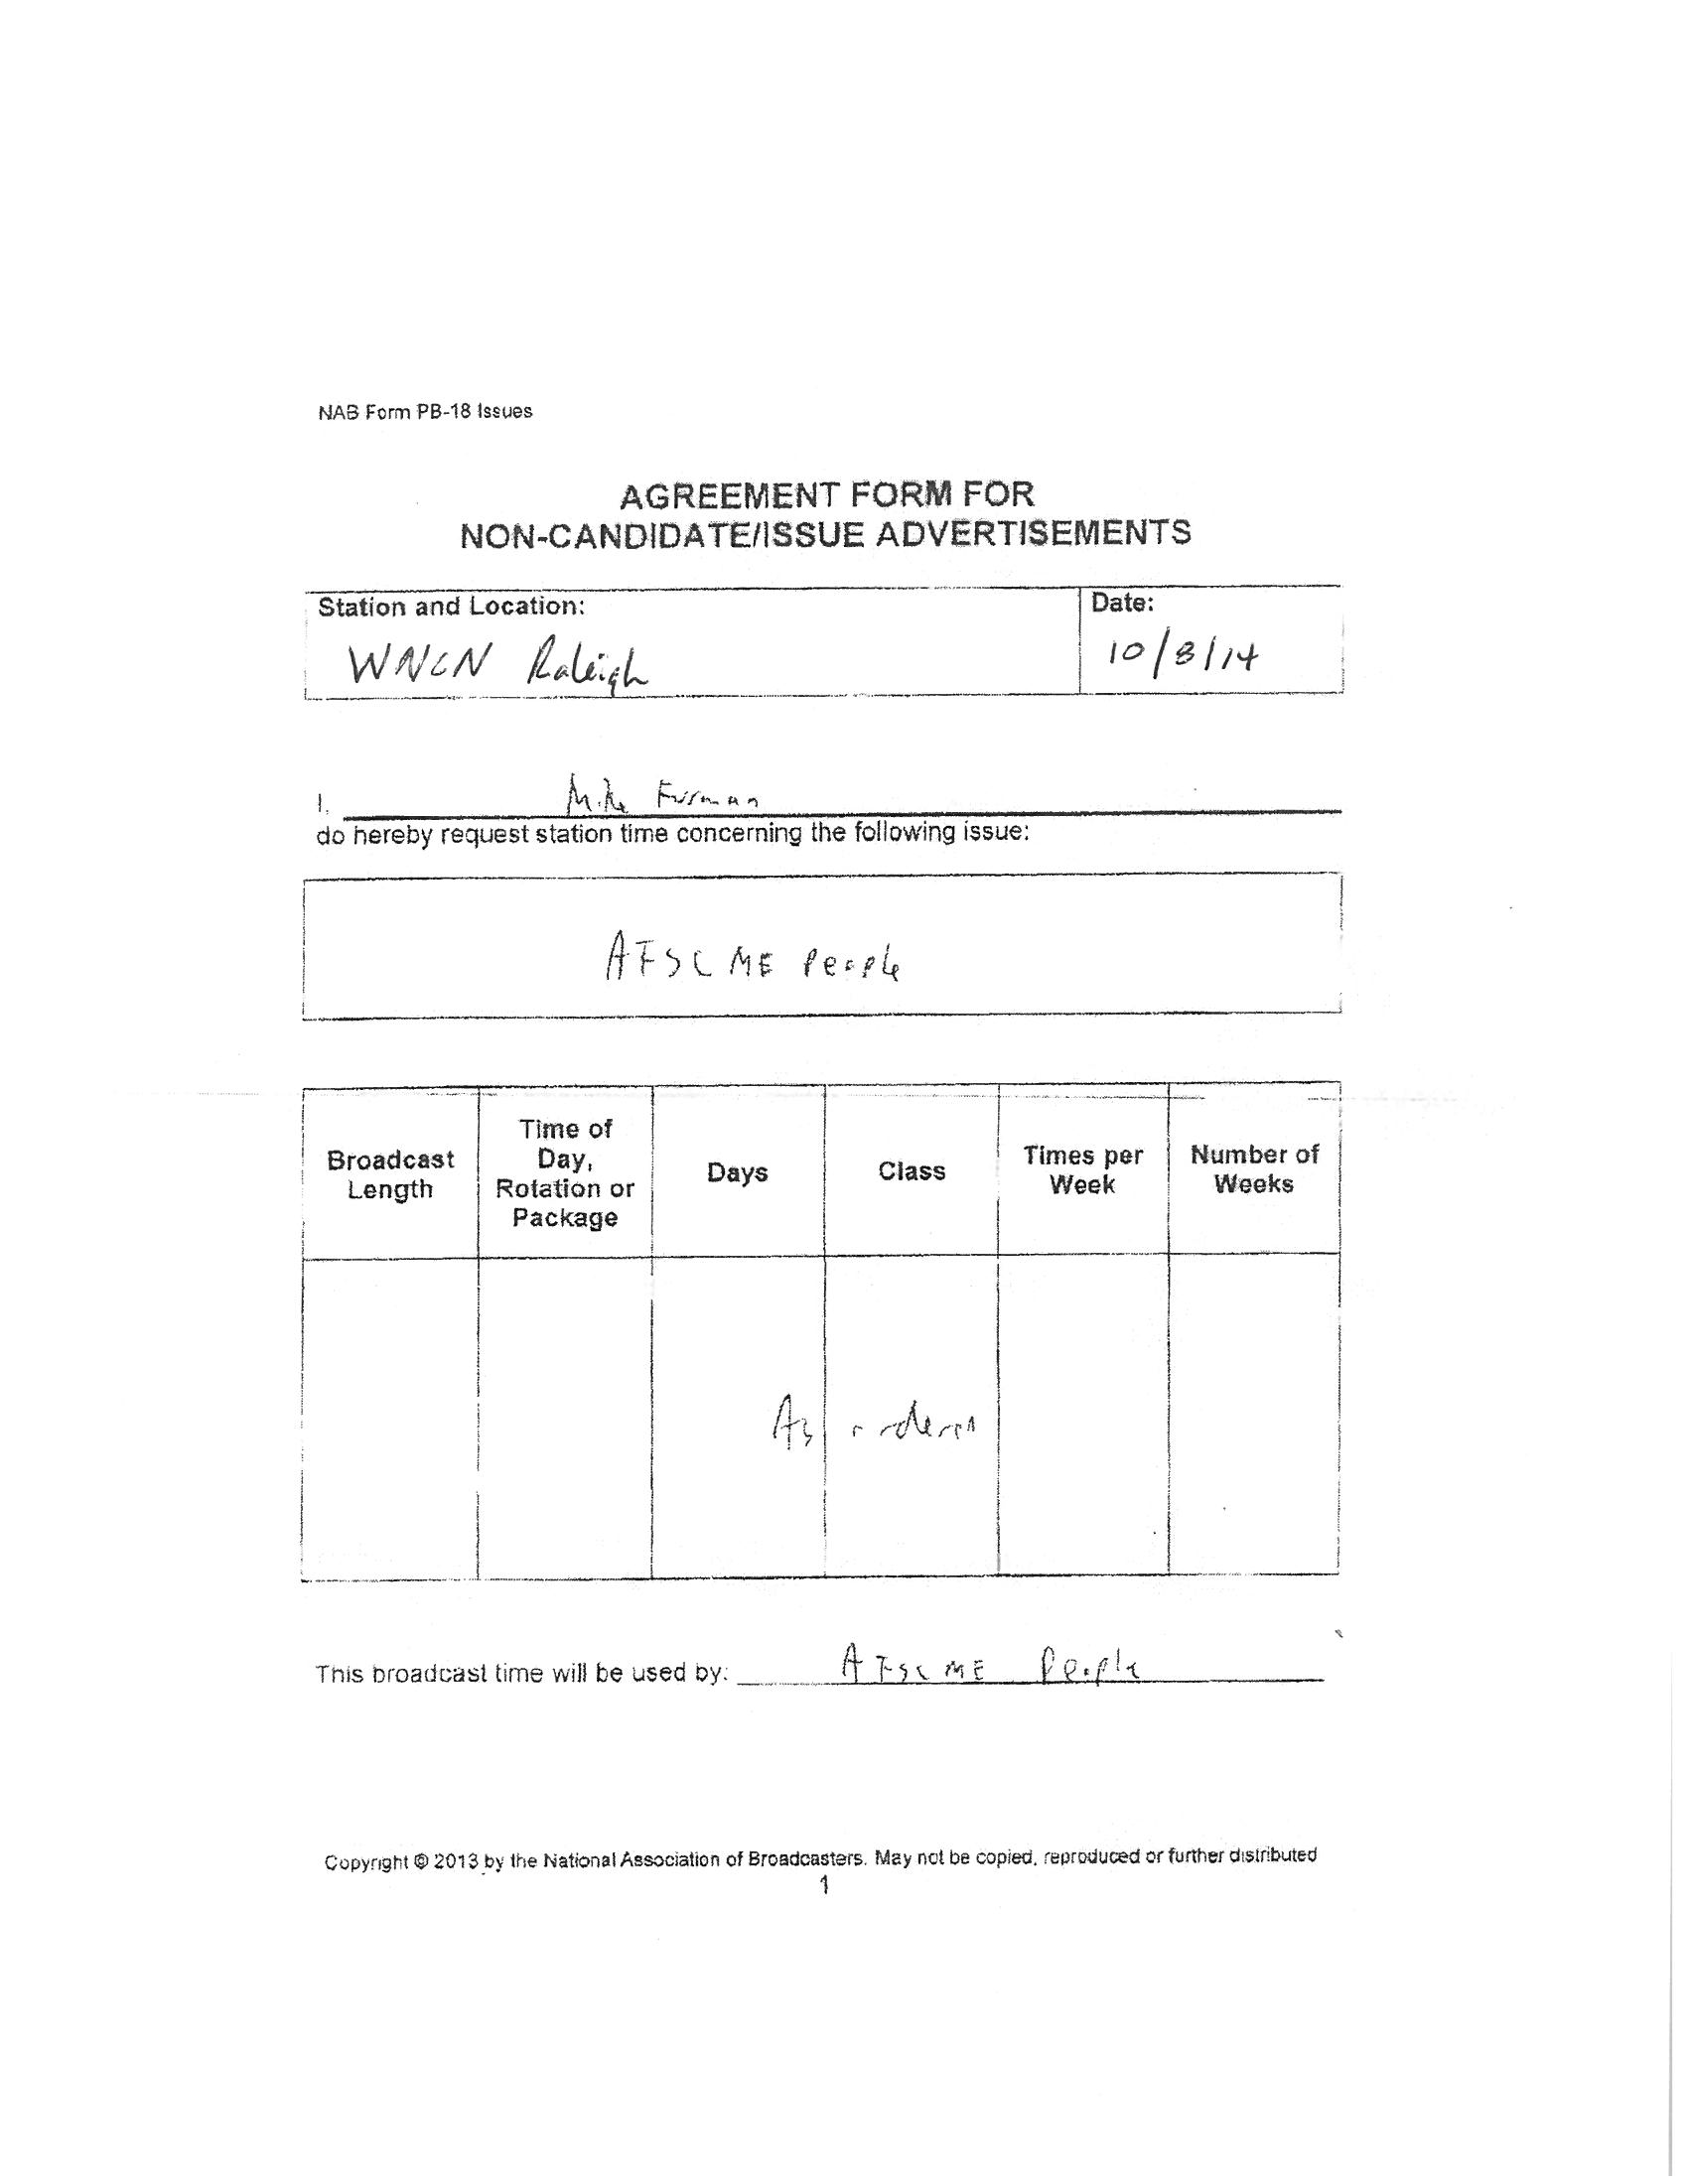 NAB Form PB-18 Issues
AGREEMENT FORM FOR
NON-CANDIDATE/ISSUE ADVERTISEMENTS
Station and Location:
Date:
WNCN Raleigh
10/8/14
I, Mike Furman
do hereby request station time concerning the following issue:
AFSCME People
Broadcast Length
Time of Day, Rotation or Package
Days
Class
Times per Week
Number of Weeks
As ordered
This broadcast time will be used by: AFSCME People
Copyright © 2013 by the National Association of Broadcasters. May not be copied, reproduced or further distributed
1